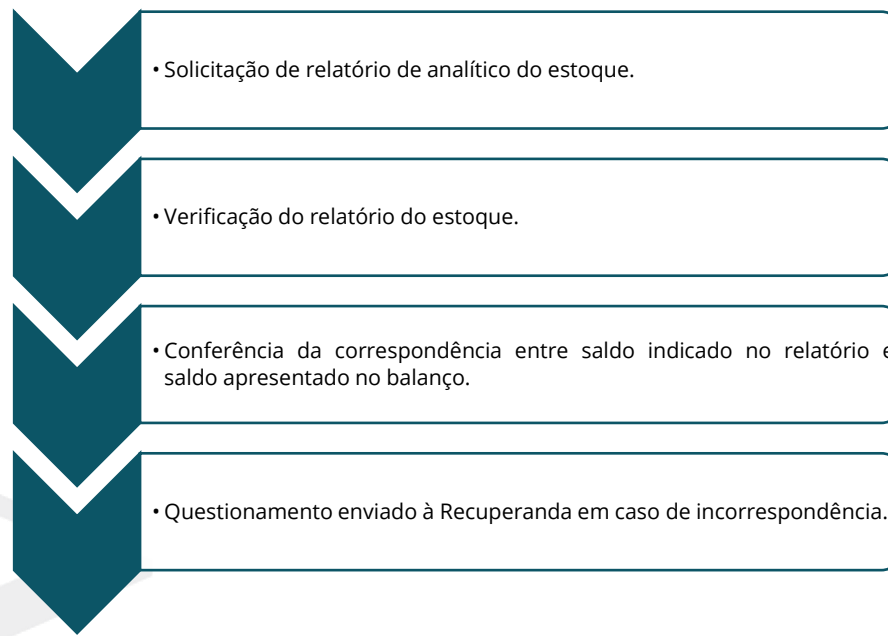 • Solicitação de relatório de analítico do estoque.
• Verificação do relatório do estoque.
• Conferência da correspondência entre saldo indicado no relatório e
saldo apresentado no balanço.
• Questionamento enviado à Recuperanda em caso de incorrespondência.